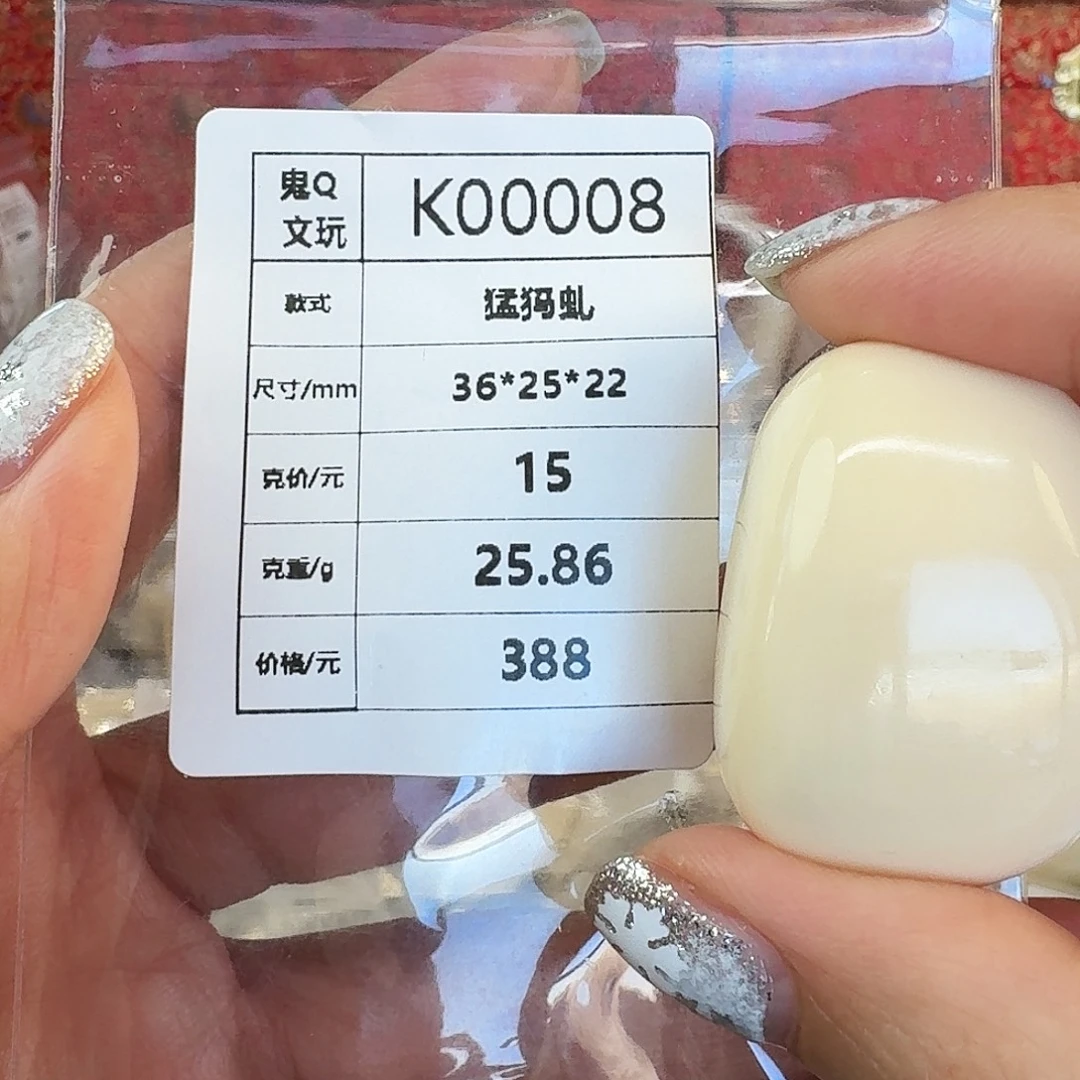 鬼Q
文玩
K00008
款式
猛犸虬
尺寸/mm
36*25*22
克价/元
15
克重/g
25.86
价格/元
388